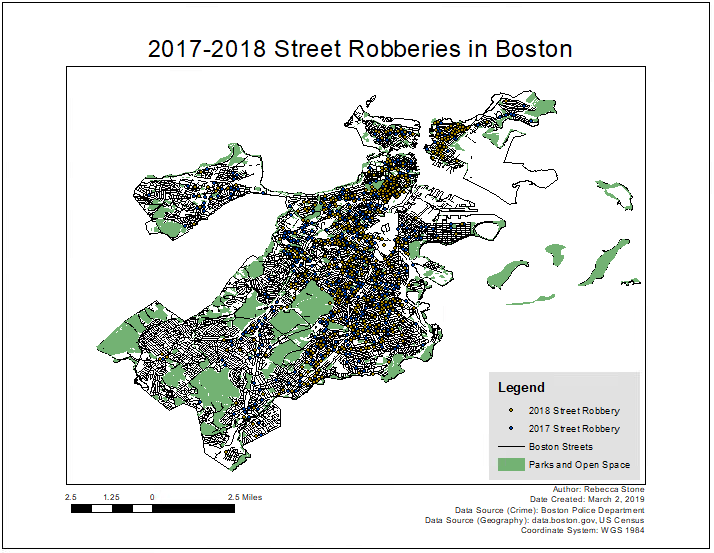 2017-2018 Street Robberies in Boston
Legend
2018 Street Robbery
2017 Street Robbery
Boston Streets
Parks and Open Space
2.5 1.25 0 2.5 Miles
Author: Rebecca Stone
Date Created: March 2, 2019
Data Source (Crime): Boston Police Department
Data Source (Geography): data.boston.gov, US Census
Coordinate System: WGS 1984